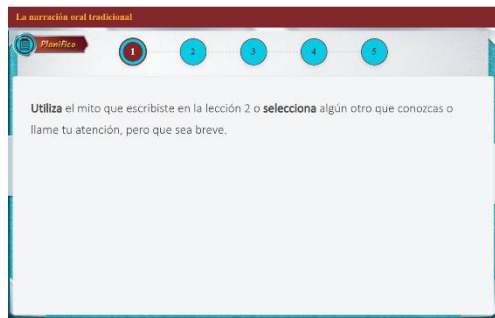 La narración oral tradicional
Planifico
1 2 3 4 5
Utiliza el mito que escribiste en la lección 2 o selecciona algún otro que conozcas o
llame tu atención, pero que sea breve.